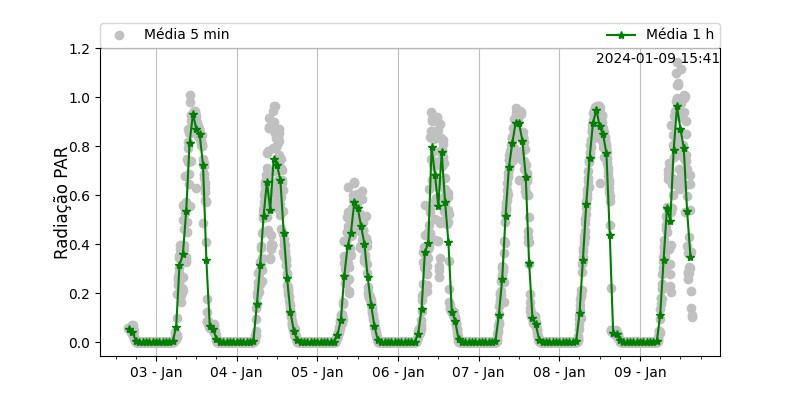 Média 5 min
Média 1 h
2024-01-09 15:41
1.2
1.0
0.8
0.6
0.4
0.2
0.0
Radiação PAR
03 - Jan
04 - Jan
05 - Jan
06 - Jan
07 - Jan
08 - Jan
09 - Jan